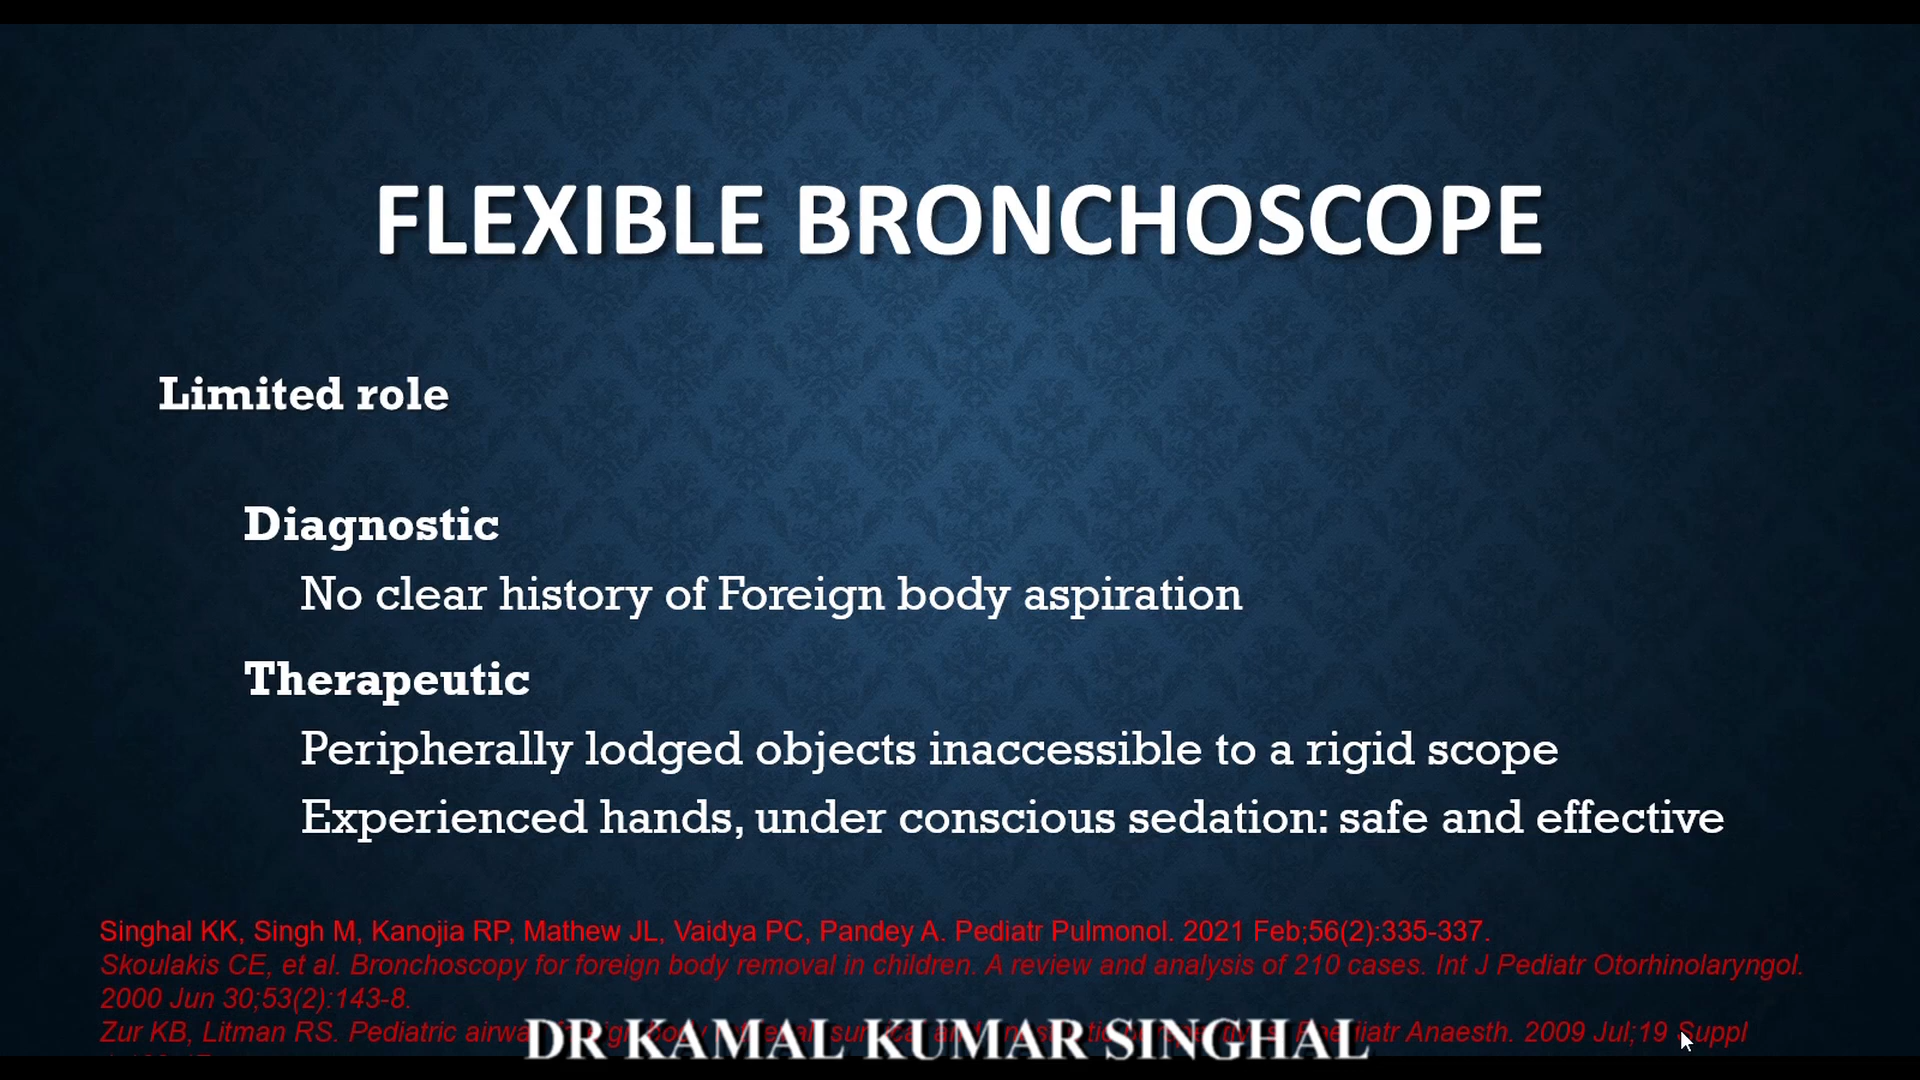 FLEXIBLE BRONCHOSCOPE
Limited role
Diagnostic
No clear history of Foreign body aspiration
Therapeutic
Peripherally lodged objects inaccessible to a rigid scope
Experienced hands, under conscious sedation: safe and effective
Singhal KK, Singh M, Kanojia RP, Mathew JL, Vaidya PC, Pandey A. Pediatr Pulmonol. 2021 Feb;56(2):335-337.
Skoulakis CE, et al. Bronchoscopy for foreign body removal in children. A review and analysis of 210 cases. Int J Pediatr Otorhinolaryngol.
2000 Jun 30;53(2):143-8.
Zur KB, Litman RS. Pediatric Anaesth. 2009 Jul;19 Suppl
DR KAMAL KUMAR SINGHAL